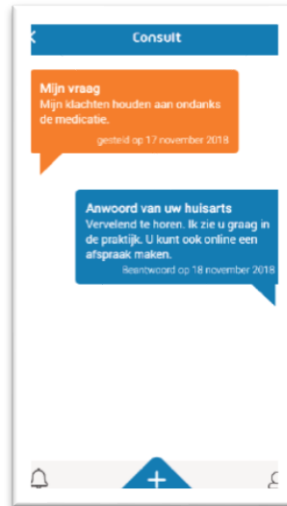 Consult
Mijn vraag
Mijn klachten houden aan ondanks
de medicatie.
gesteld op 17 november 2018
Anwoord van uw huisarts
Vervelend te horen. Ik zie u graag in
de praktijk. U kunt ook online een
afspraak maken.
Beantwoord op 18 november 2018